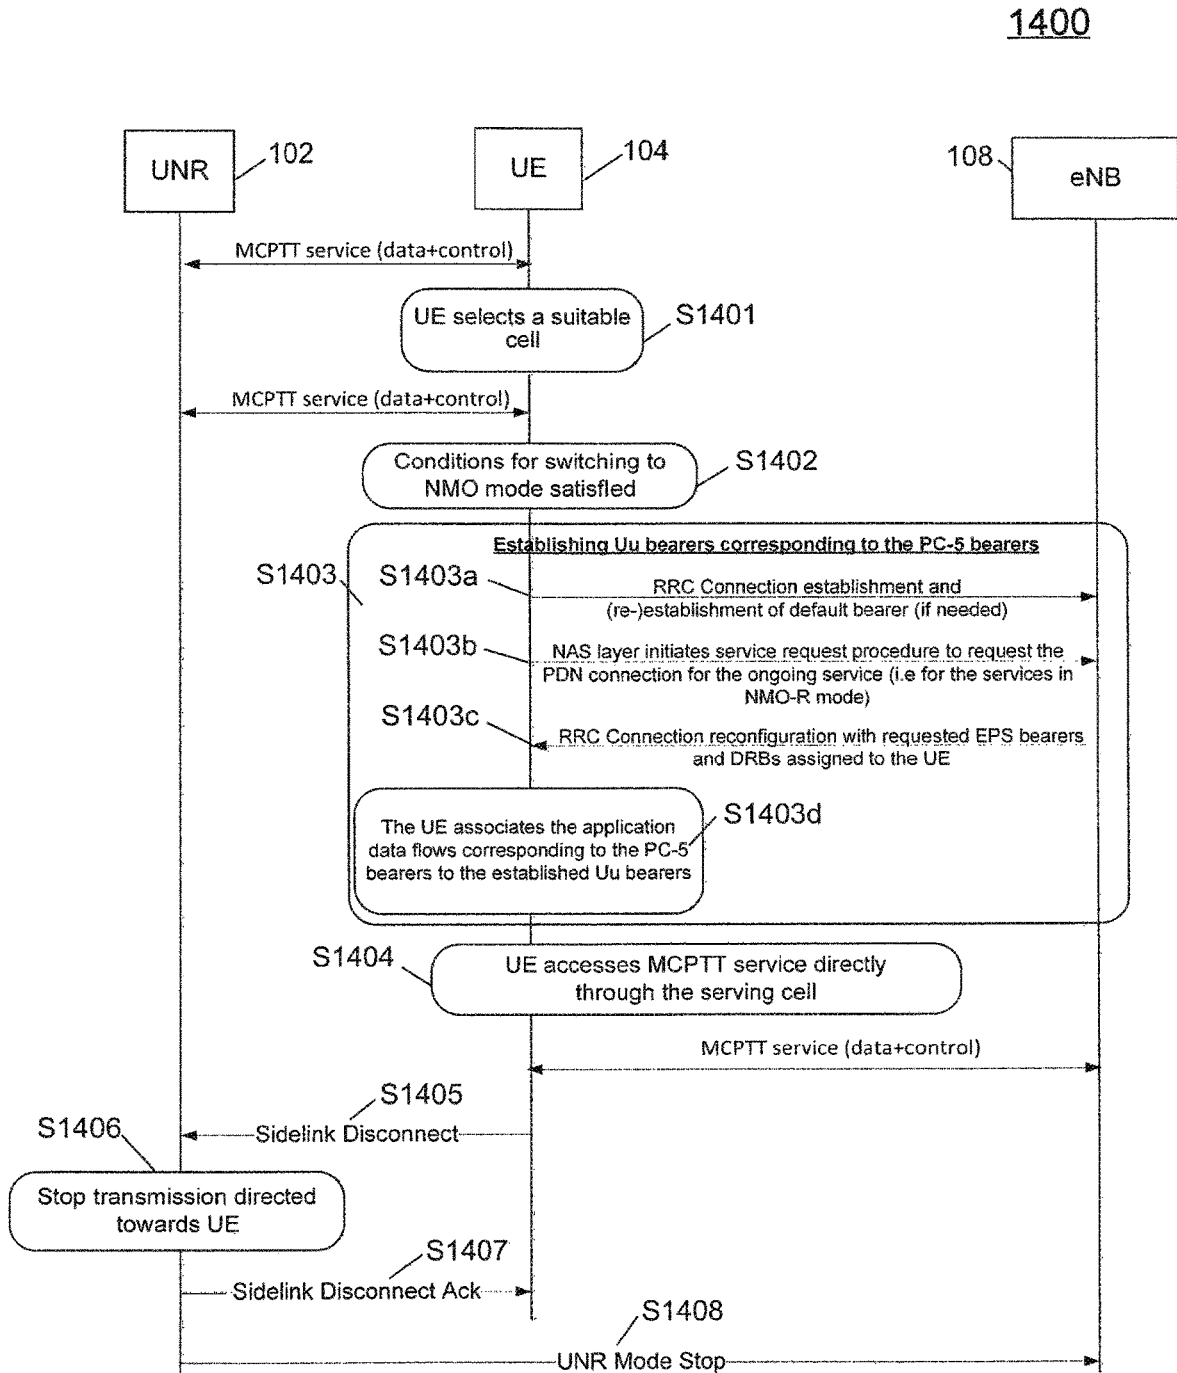 1400
UNR
102
UE
104
108
eNB
MCPTT service (data+control)
UE selects a suitable
cell
S1401
MCPTT service (data+control)
Conditions for switching to
NMO mode satisfied
S1402
Establishing Uu bearers corresponding to the PC-5 bearers
S1403
S1403a
RRC Connection establishment and
(re-)establishment of default bearer (if needed)
S1403b
NAS layer initiates service request procedure to request the
PDN connection for the ongoing service (i.e for the services in
NMO-R mode)
S1403c
RRC Connection reconfiguration with requested EPS bearers
and DRBs assigned to the UE
S1403d
The UE associates the application
data flows corresponding to the PC-5
bearers to the established Uu bearers
S1404
UE accesses MCPTT service directly
through the serving cell
MCPTT service (data+control)
S1405
Sidelink Disconnect
S1406
Stop transmission directed
towards UE
S1407
Sidelink Disconnect Ack
S1408
UNR Mode Stop